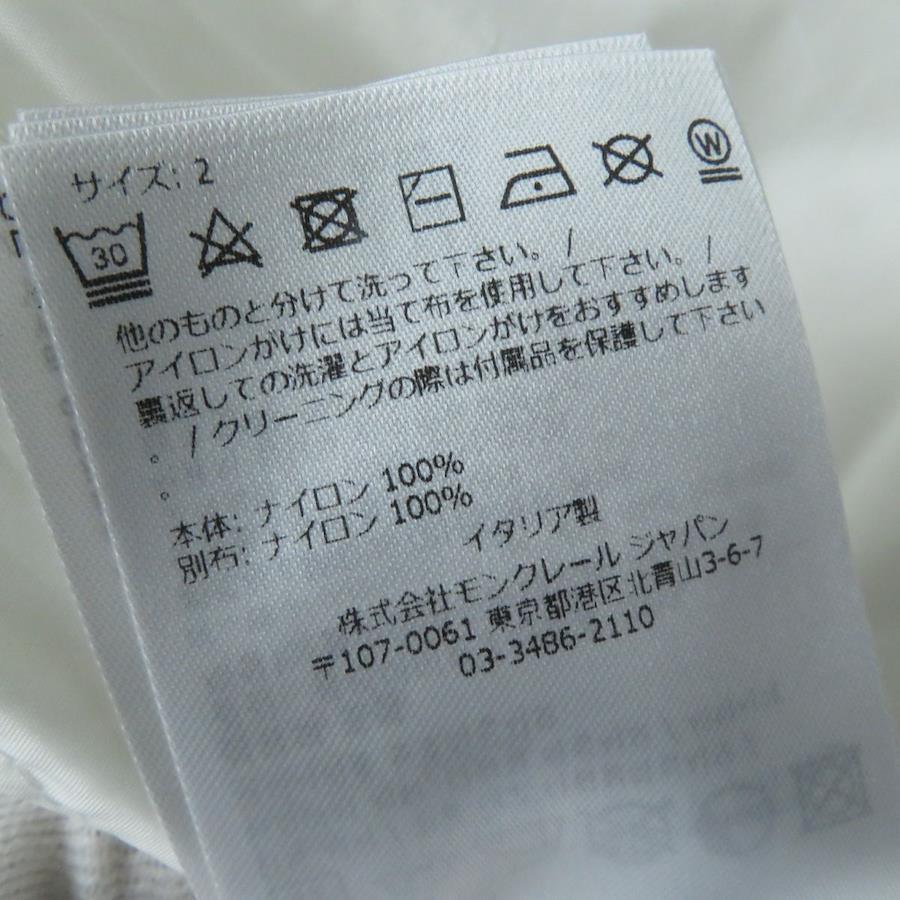 サイズ: 2
30
W
他のものと分けて洗って下さい。/
アイロンがけには当て布を使用して下さい。/
裏返しての洗濯とアイロンがけをおすすめします
。/クリーニングの際は付属品を保護して下さい
。
本体: ナイロン 100%
別布: ナイロン 100%
イタリア製
株式会社モンクレール ジャパン
〒107-0061 東京都港区北青山3-6-7
03-3486-2110